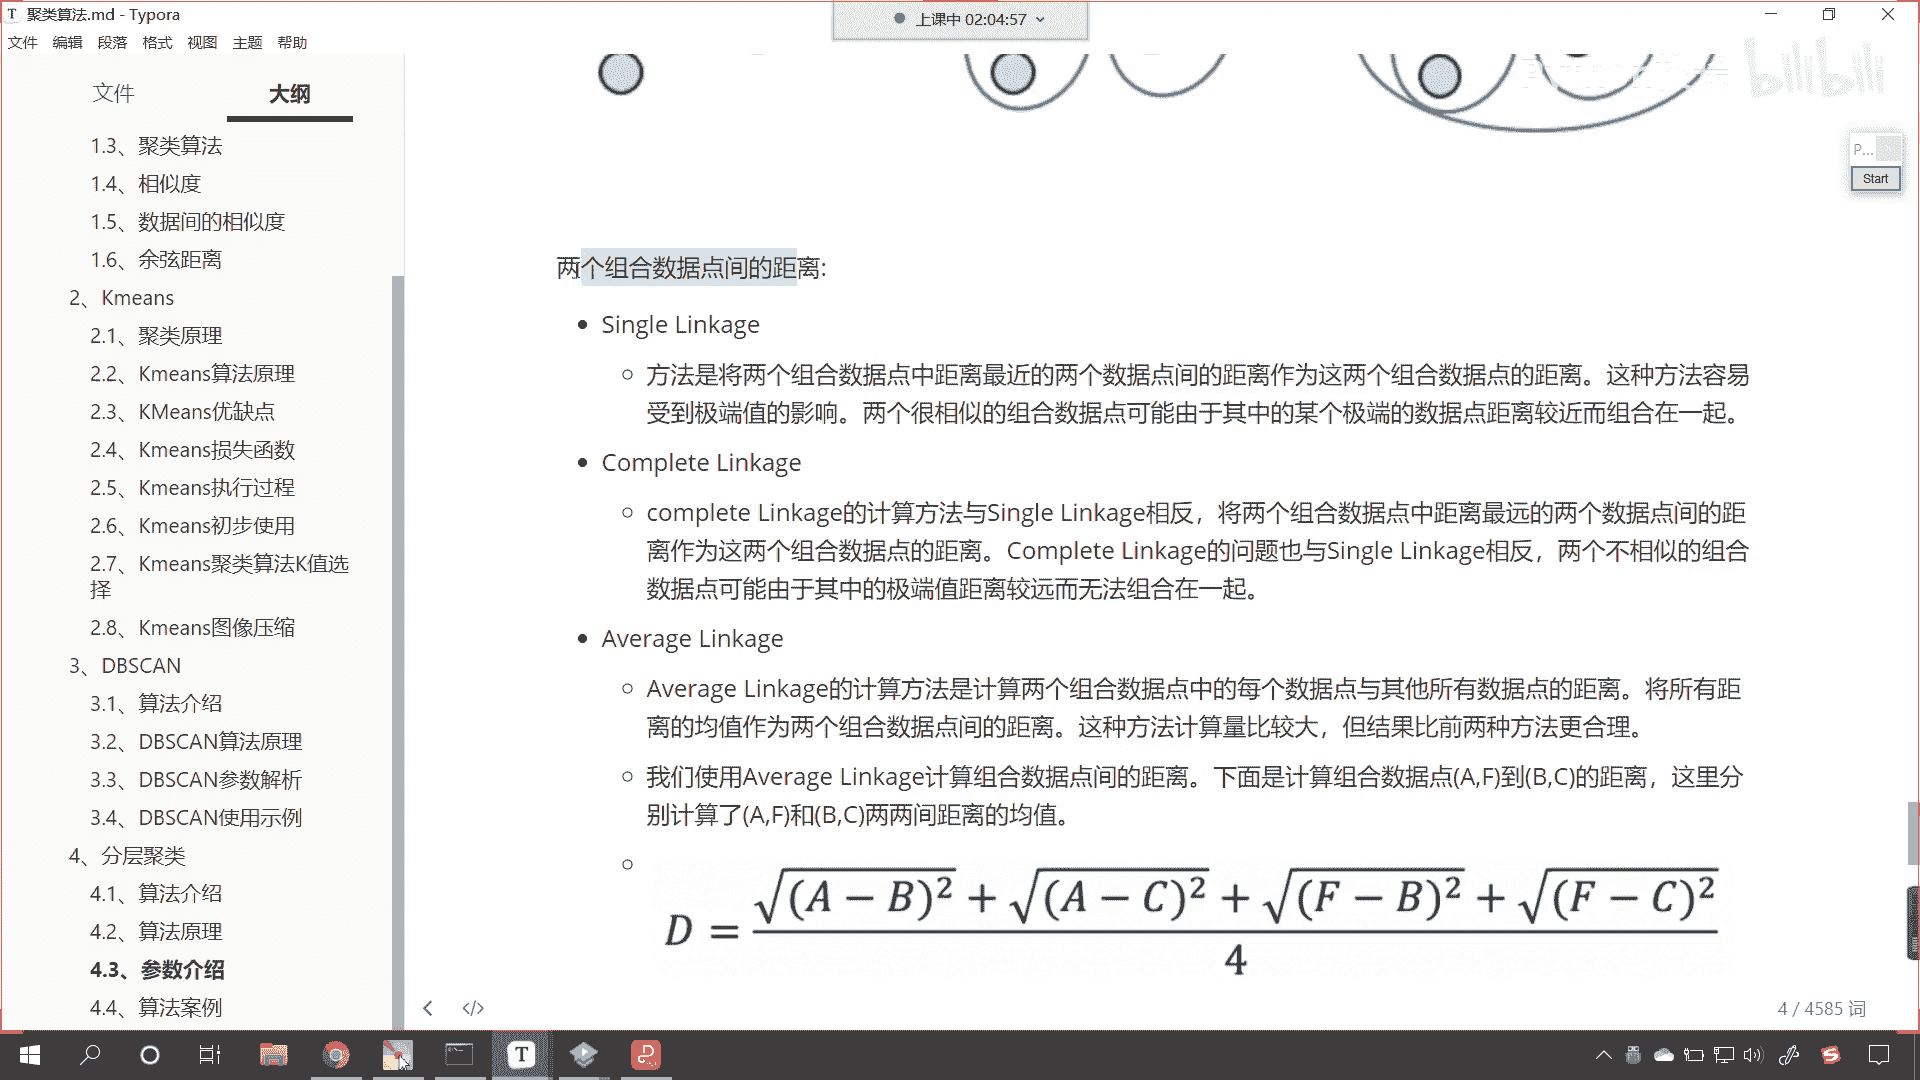 聚类算法.md - Typora
上课中 02:04:57
文件 编辑 段落 格式 视图 主题 帮助
bilibili
文件 大纲
1.3、聚类算法
1.4、相似度
1.5、数据间的相似度
1.6、余弦距离
2、Kmeans
2.1、聚类原理
2.2、Kmeans算法原理
2.3、KMeans优缺点
2.4、Kmeans损失函数
2.5、Kmeans执行过程
2.6、Kmeans初步使用
2.7、Kmeans聚类算法K值选
择
2.8、Kmeans图像压缩
3、DBSCAN
3.1、算法介绍
3.2、DBSCAN算法原理
3.3、DBSCAN参数解析
3.4、DBSCAN使用示例
4、分层聚类
4.1、算法介绍
4.2、算法原理
4.3、参数介绍
4.4、算法案例
P...
Start
两个组合数据点间的距离:
Single Linkage
方法是将两个组合数据点中距离最近的两个数据点间的距离作为这两个组合数据点的距离。这种方法容易
受到极端值的影响。两个很相似的组合数据点可能由于其中的某个极端的数据点距离较近而组合在一起。
Complete Linkage
complete Linkage的计算方法与Single Linkage相反，将两个组合数据点中距离最远的两个数据点间的距
离作为这两个组合数据点的距离。Complete Linkage的问题也与Single Linkage相反，两个不相似的组合
数据点可能由于其中的极端值距离较远而无法组合在一起。
Average Linkage
Average Linkage的计算方法是计算两个组合数据点中的每个数据点与其他所有数据点的距离。将所有距
离的均值作为两个组合数据点间的距离。这种方法计算量比较大，但结果比前两种方法更合理。
我们使用Average Linkage计算组合数据点间的距离。下面是计算组合数据点(A,F)到(B,C)的距离，这里分
别计算了(A,F)和(B,C)两两间距离的均值。
D = (√(A − B)² + √(A − C)² + √(F − B)² + √(F − C)²) / 4
4 / 4585 词